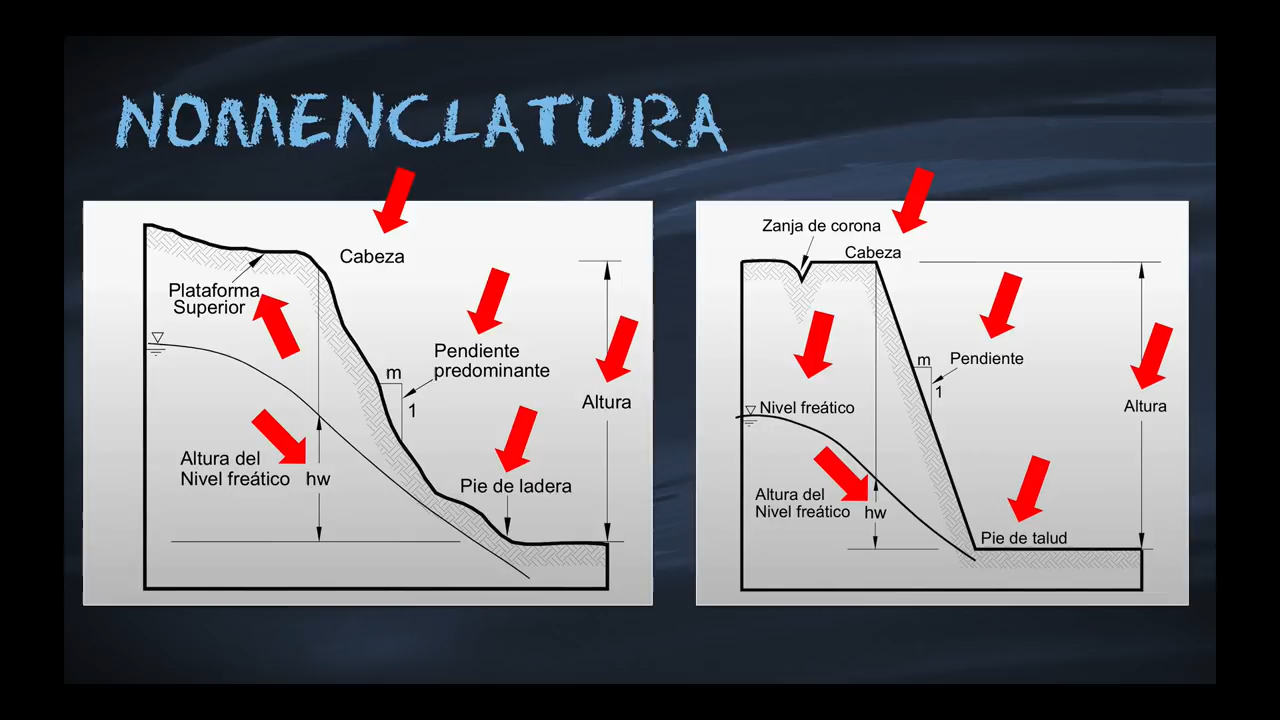 NOMENCLATURA
Cabeza
Plataforma
Superior
Pendiente
predominante
m
1
Altura
Altura del
Nivel freático
hw
Pie de ladera
Zanja de corona
Cabeza
m
Pendiente
1
Nivel freático
Altura
Altura del
Nivel freático
hw
Pie de talud